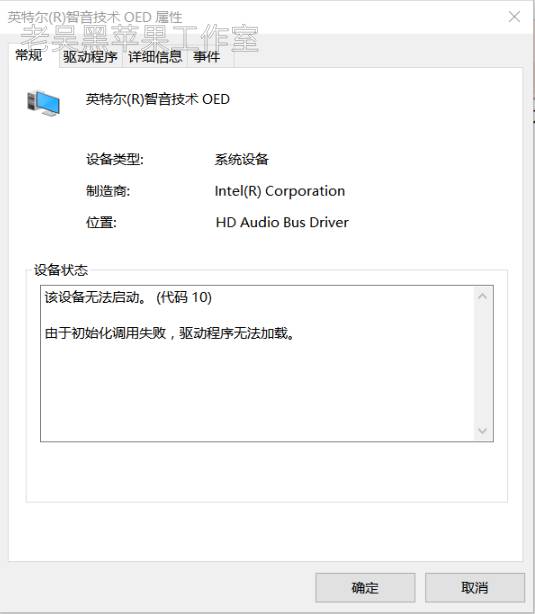 英特尔(R)智音技术 OED 属性
老吴黑苹果工作室
常规 驱动程序 详细信息 事件
英特尔(R)智音技术 OED
设备类型: 系统设备
制造商: Intel(R) Corporation
位置: HD Audio Bus Driver
设备状态
该设备无法启动。 (代码 10)
由于初始化调用失败，驱动程序无法加载。
确定 取消